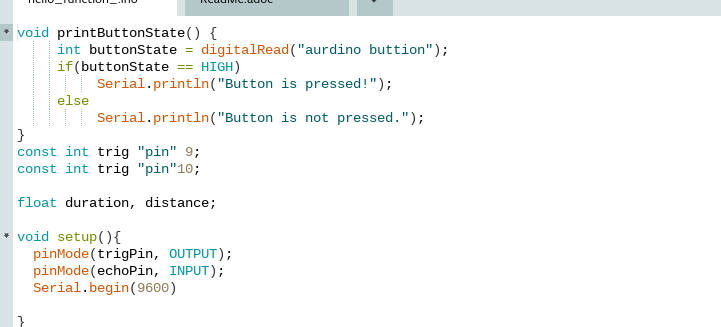 hello_function_.ino ReadMe.adoc
void printButtonState() {
int buttonState = digitalRead("aurdino buttion");
if(buttonState == HIGH)
Serial.println("Button is pressed!");
else
Serial.println("Button is not pressed.");
}
const int trig "pin" 9;
const int trig "pin"10;
float duration, distance;
void setup(){
pinMode(trigPin, OUTPUT);
pinMode(echoPin, INPUT);
Serial.begin(9600)
}